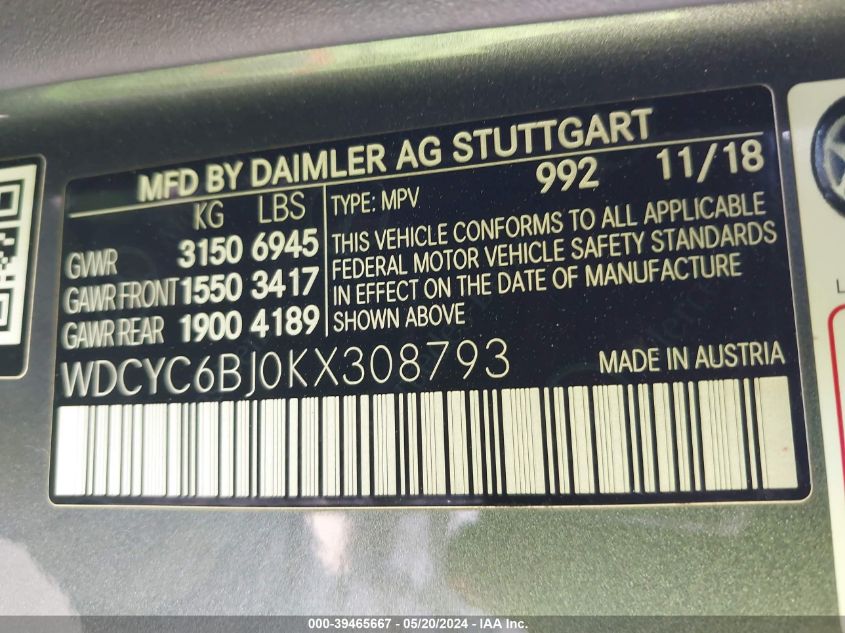 MFD BY DAIMLER AG STUTTGART
KG LBS TYPE: MPV 992 11/18
GVWR 3150 6945
GAWR FRONT 1550 3417
GAWR REAR 1900 4189
THIS VEHICLE CONFORMS TO ALL APPLICABLE
FEDERAL MOTOR VEHICLE SAFETY STANDARDS
IN EFFECT ON THE DATE OF MANUFACTURE
SHOWN ABOVE
WDCYC6BJ0KX308793 MADE IN AUSTRIA
000-39465667 - 05/20/2024 - IAA Inc.